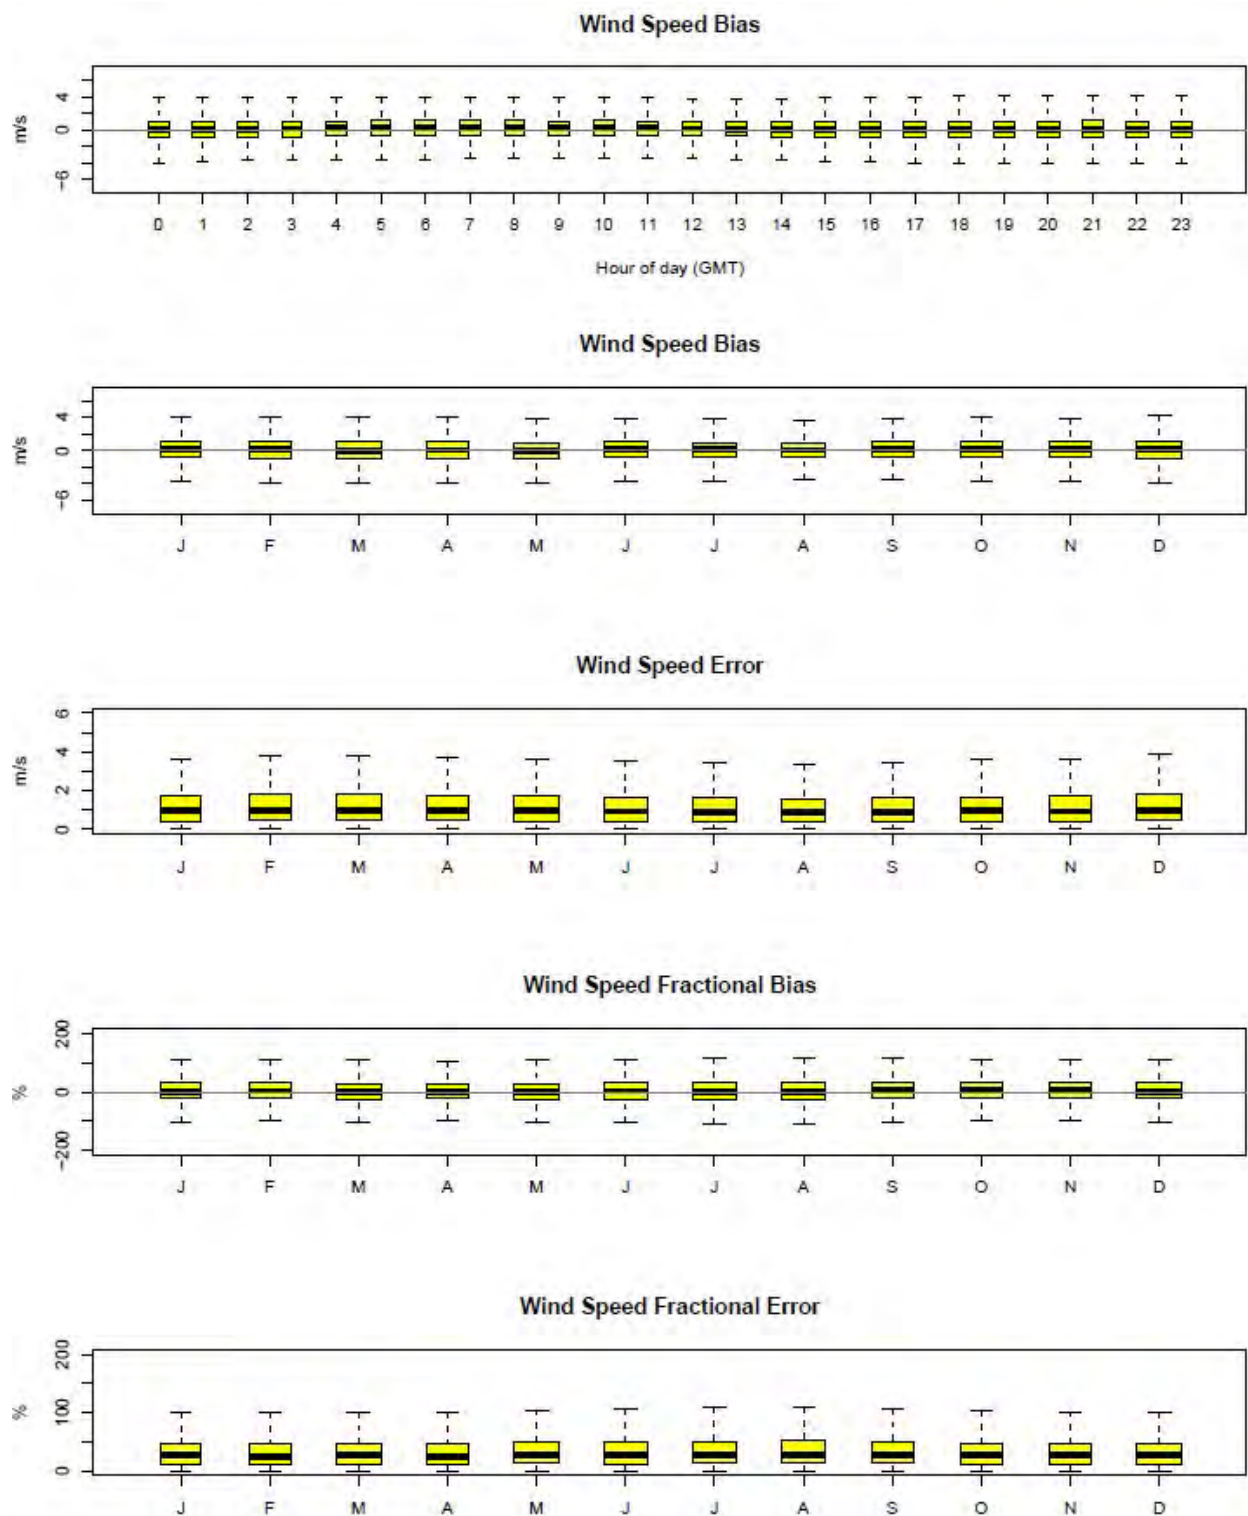 Wind Speed Bias
m/s
4
0
−6
0 1 2 3 4 5 6 7 8 9 10 11 12 13 14 15 16 17 18 19 20 21 22 23
Hour of day (GMT)
Wind Speed Bias
m/s
4
0
−6
J F M A M J J A S O N D
Wind Speed Error
m/s
6
4
2
0
J F M A M J J A S O N D
Wind Speed Fractional Bias
%
200
0
−200
J F M A M J J A S O N D
Wind Speed Fractional Error
%
200
100
0
J F M A M J J A S O N D